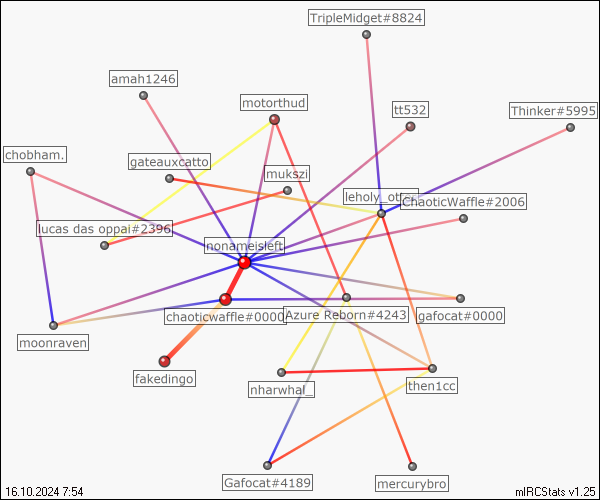 TripleMidget#8824
amah1246
motorthud
tt532
Thinker#5995
chobham.
gateauxcatto
mukszi
leholy_otter
ChaoticWaffle#2006
lucas das oppai#2396
nonameisleft
chaoticwaffle#0000
Azure Reborn#4243
gafocat#0000
moonraven
fakedingo
nharwhal_
then1cc
Gafocat#4189
mercurybro
16.10.2024 7:54
mIRCStats v1.25